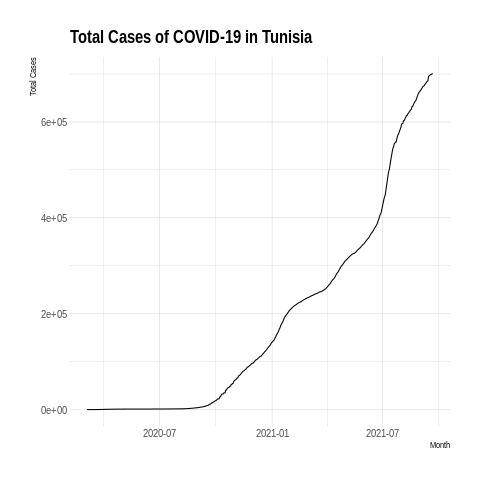 Total Cases of COVID-19 in Tunisia
Total Cases
6e+05
4e+05
2e+05
0e+00
2020-07
2021-01
2021-07
Month